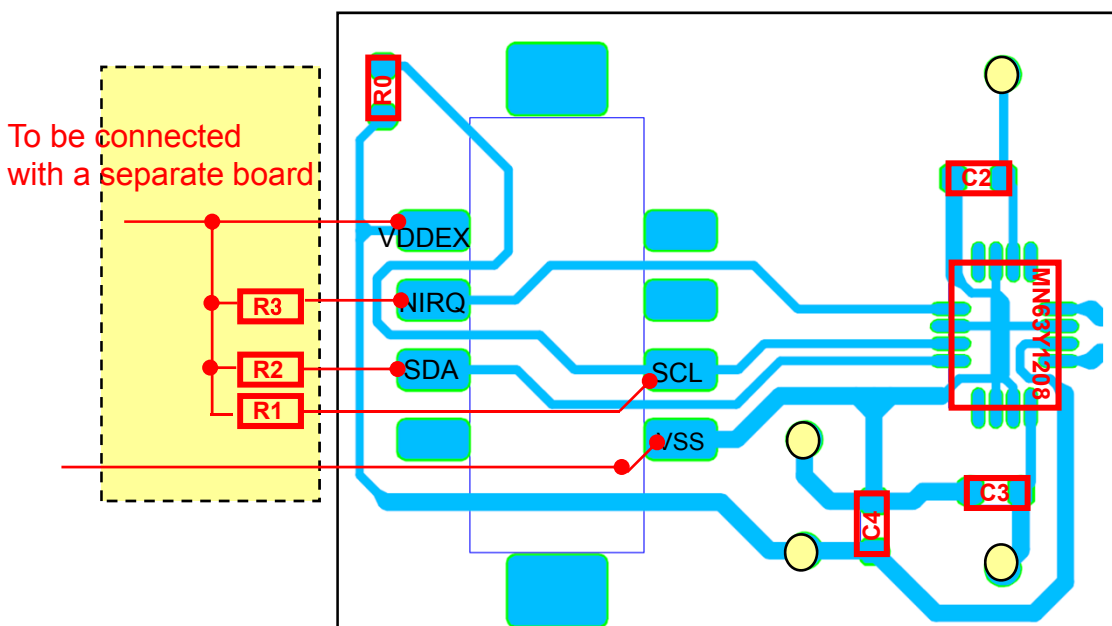 R0
To be connected
with a separate board
C2
VDDEX
MN63Y1208
R3
NIRQ
R2
SDA
SCL
R1
VSS
C3
C4